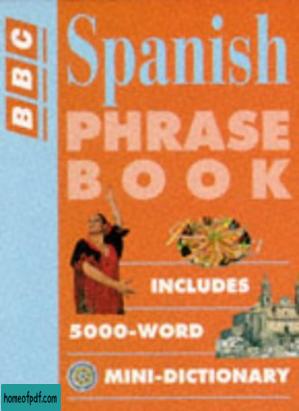 BBC
Spanish
PHRASE
BOOK
INCLUDES
5000-WORD
MINI-DICTIONARY
homeofpdf.com